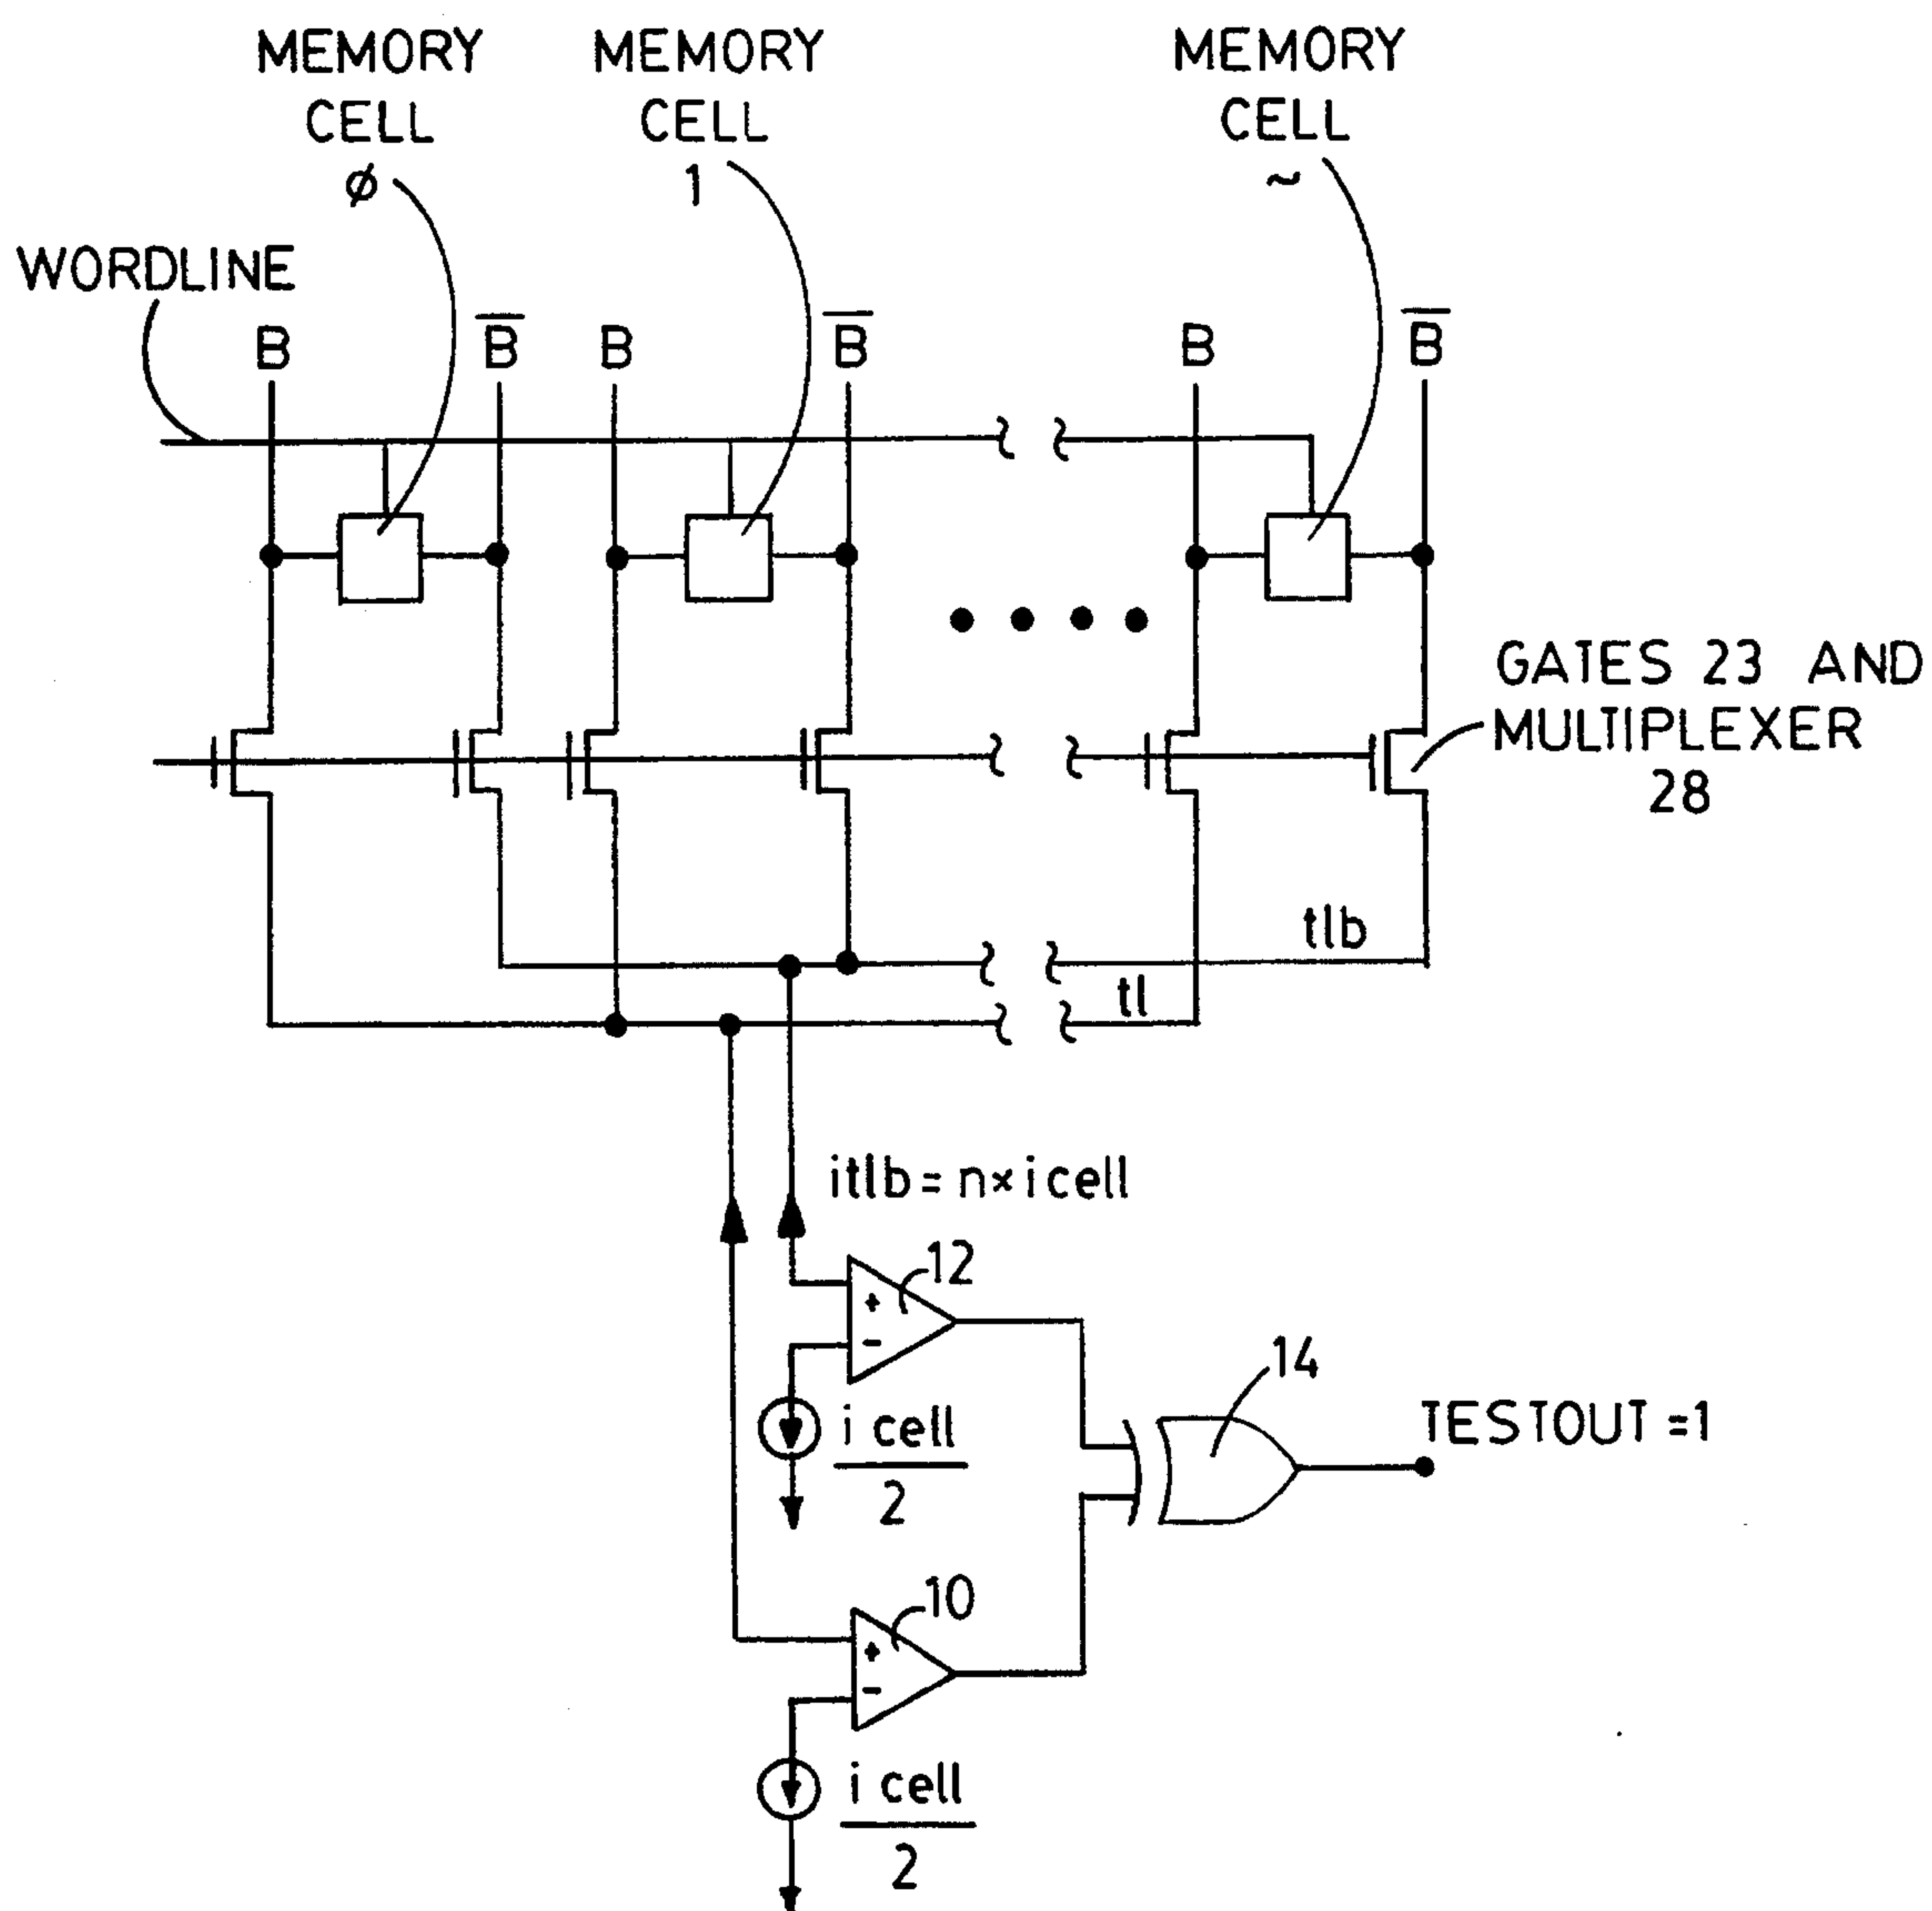 MEMORY CELL ø
MEMORY CELL 1
MEMORY CELL ~
WORDLINE
B
B̅
B
B̅
B
B̅
GATES 23 AND
MULTIPLEXER
28
tlb
tl
itlb = n× i cell
12
+
-
i cell
2
14
TESTOUT = 1
10
+
-
i cell
2